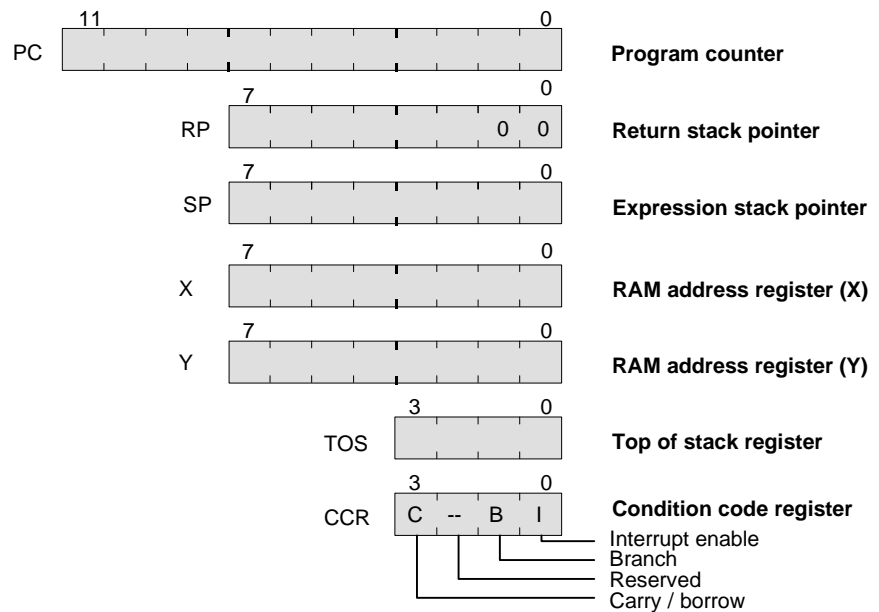 11 0
PC Program counter
7 0
RP 0 0 Return stack pointer
7 0
SP Expression stack pointer
7 0
X RAM address register (X)
7 0
Y RAM address register (Y)
3 0
TOS Top of stack register
3 0
CCR C -- B I Condition code register
Interrupt enable
Branch
Reserved
Carry / borrow